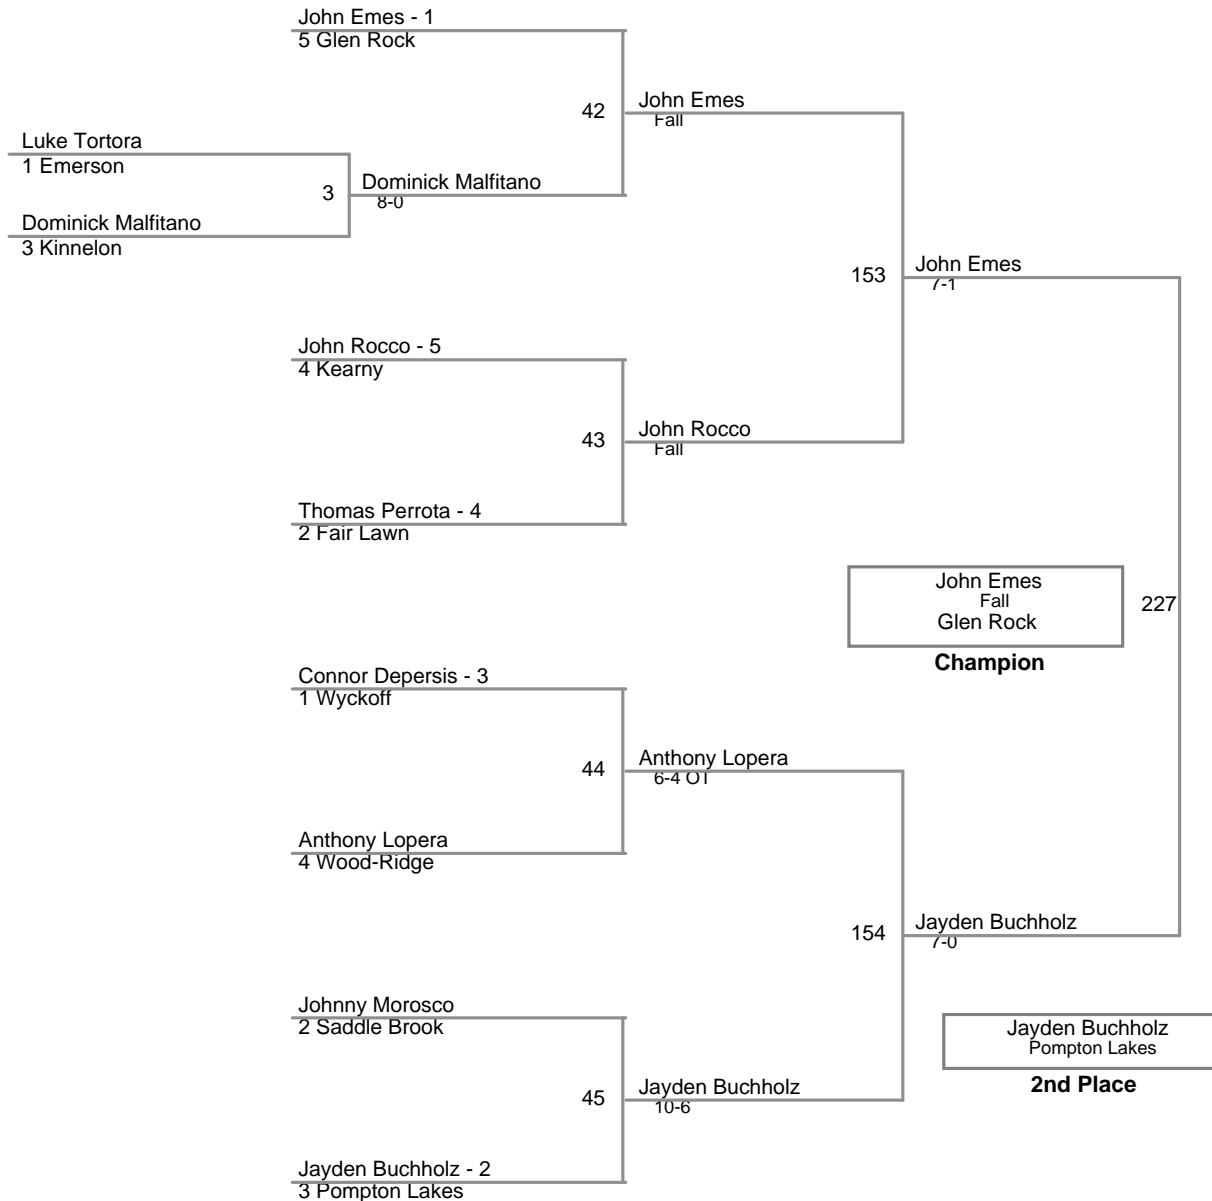 John Emes - 1
5 Glen Rock
42
John Emes
Fall
Luke Tortora
1 Emerson
3
Dominick Malfitano
8-0
Dominick Malfitano
3 Kinnelon
153
John Emes
7-1
John Rocco - 5
4 Kearny
43
John Rocco
Fall
Thomas Perrota - 4
2 Fair Lawn
John Emes
Fall
Glen Rock
227
Champion
Connor Depersis - 3
1 Wyckoff
44
Anthony Lopera
6-4 OT
Anthony Lopera
4 Wood-Ridge
154
Jayden Buchholz
7-0
Johnny Morosco
2 Saddle Brook
Jayden Buchholz
Pompton Lakes
2nd Place
45
Jayden Buchholz
10-6
Jayden Buchholz - 2
3 Pompton Lakes